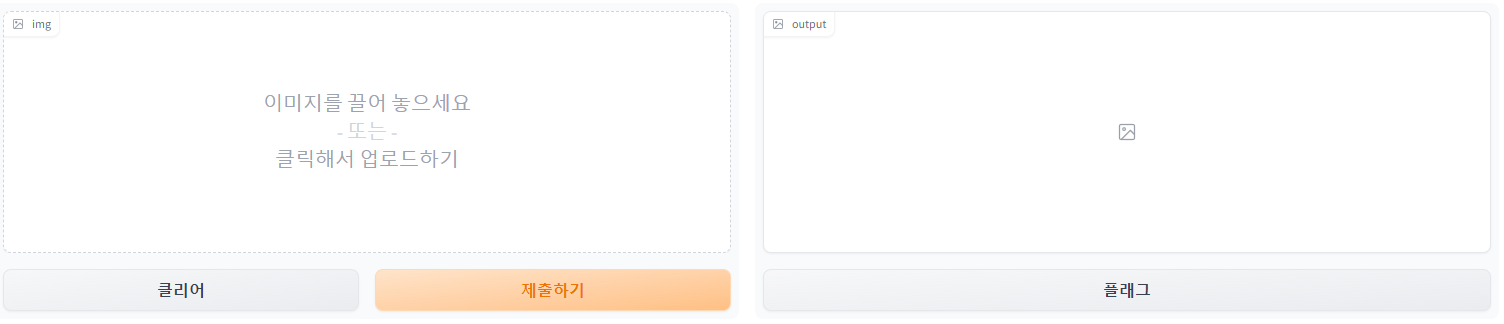 img
이미지를 끌어 놓으세요
- 또는 -
클릭해서 업로드하기
클리어
제출하기
output
플래그